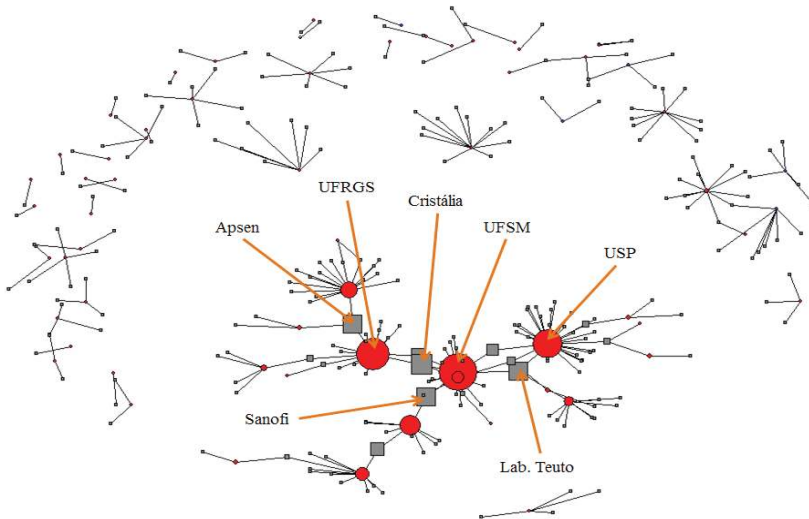 UFRGS
Cristália
Apsen
UFSM
USP
Sanofi
Lab. Teuto